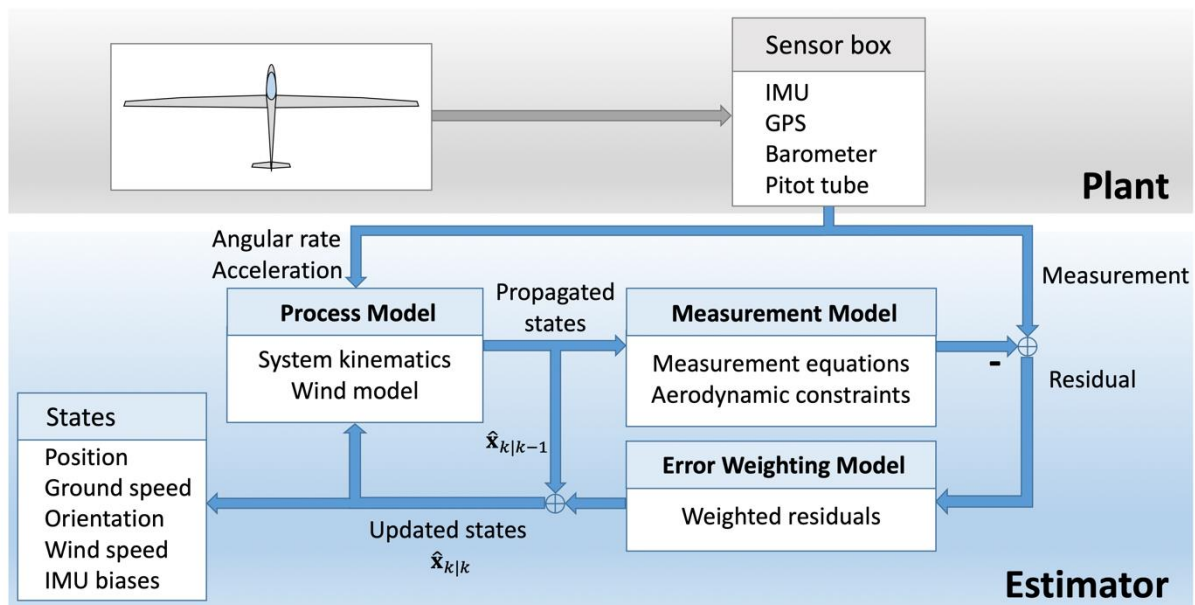 Sensor box
IMU
GPS
Barometer
Pitot tube
Plant
Angular rate
Acceleration
Measurement
Process Model
System kinematics
Wind model
Propagated
states
Measurement Model
Measurement equations
Aerodynamic constraints
-
Residual
States
Position
Ground speed
Orientation
Wind speed
IMU biases
x̂k|k−1
Error Weighting Model
Weighted residuals
Updated states
x̂k|k
Estimator